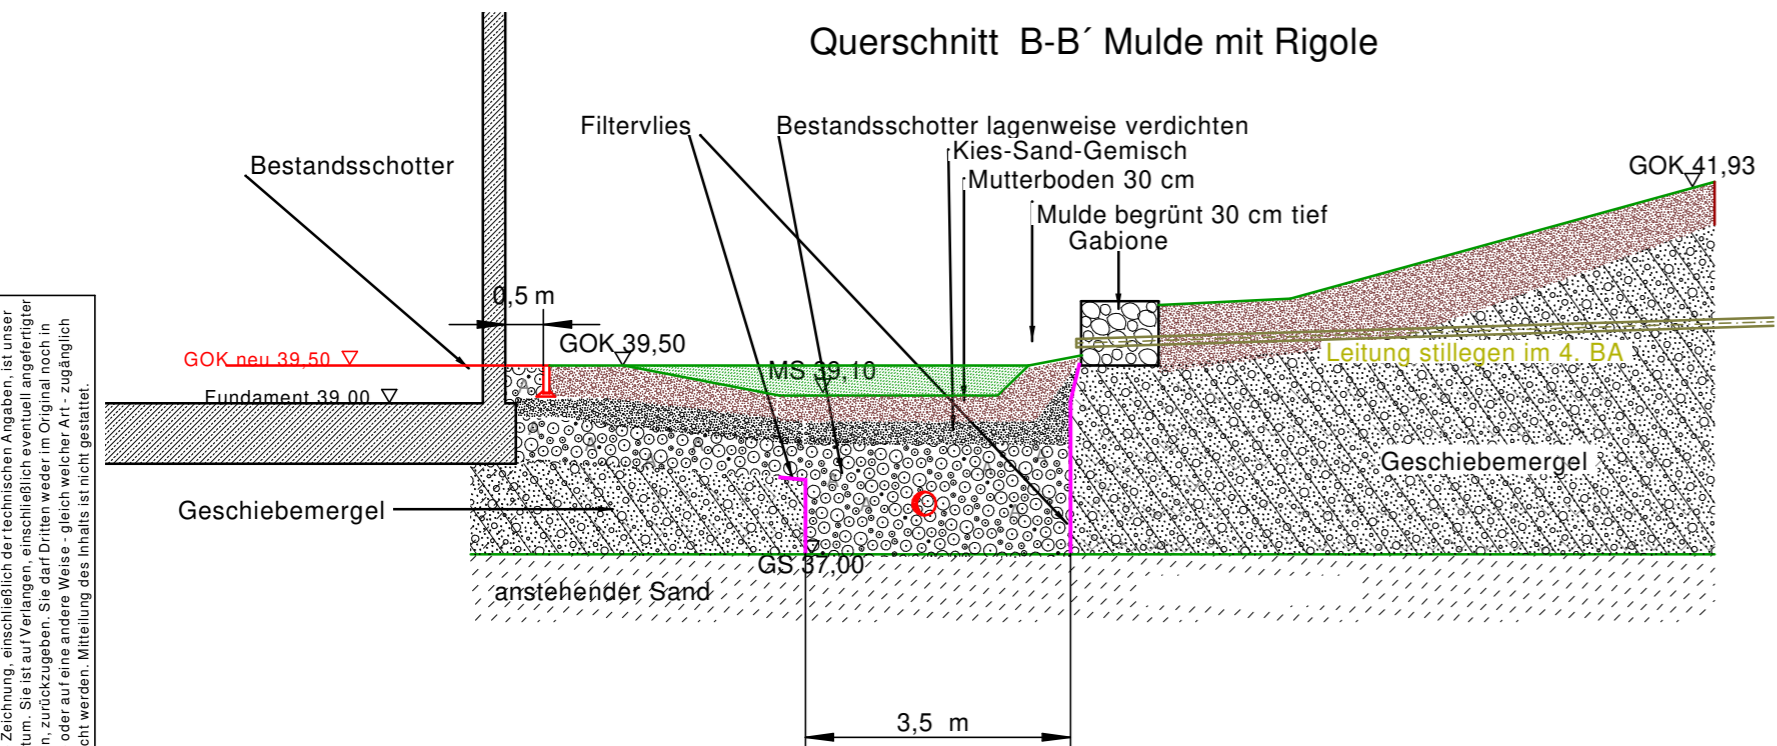 Querschnitt B-B´ Mulde mit Rigole
Filtervlies
Bestandsschotter lagenweise verdichten
Kies-Sand-Gemisch
Bestandsschotter
Mutterboden 30 cm
GOK 41,93
Mulde begrünt 30 cm tief
Gabione
0,5 m
GOK 39,50
GOK neu 39,50
MS 39,10
Leitung stillegen im 4. BA
Fundament 39,00
Geschiebemergel
Geschiebemergel
GS 37,00
anstehender Sand
3,5 m
Zeichnung, einschließlich der technischen Angaben, ist unser
tum. Sie ist auf Verlangen, einschließlich eventuell angefertigter
n, zurückzugeben. Sie darf Dritten weder im Original noch in
oder auf eine andere Weise - gleich welcher Art - zugänglich
cht werden. Mitteilung des Inhalts ist nicht gestattet.